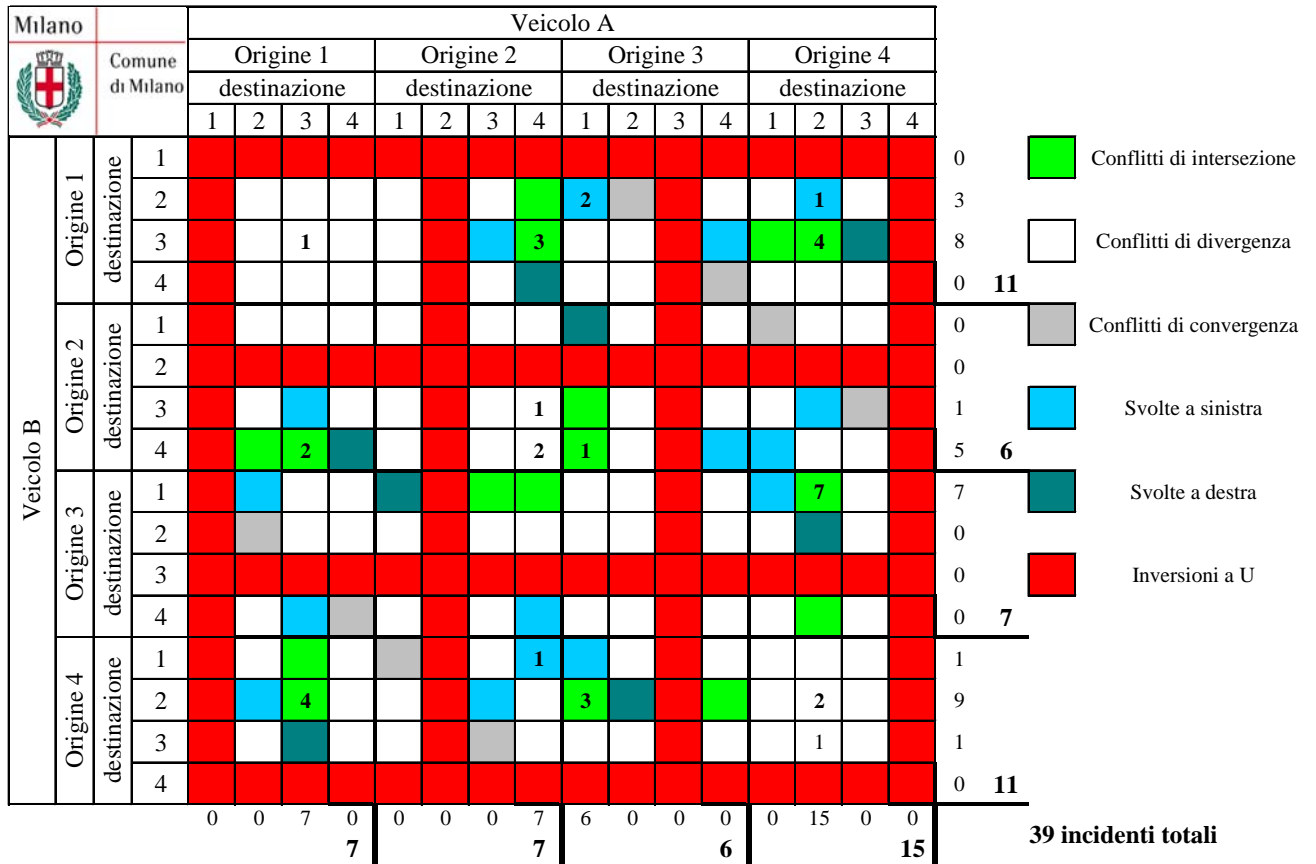 Milano
Comune
di Milano
Veicolo A
Origine 1 Origine 2 Origine 3 Origine 4
destinazione destinazione destinazione destinazione
1 2 3 4 1 2 3 4 1 2 3 4 1 2 3 4
Veicolo B
Origine 1
destinazione
1 0
2 2 1 3
3 1 3 4 8
4 0 11
Origine 2
destinazione
1 0
2 0
3 1 1
4 2 2 1 5 6
Origine 3
destinazione
1 7 7
2 0
3 0
4 0 7
Origine 4
destinazione
1 1 1
2 4 3 2 9
3 1 1
4 0 11
0 0 7 0 0 0 0 7 6 0 0 0 0 15 0 0
7 7 6 15
39 incidenti totali
Conflitti di intersezione
Conflitti di divergenza
Conflitti di convergenza
Svolte a sinistra
Svolte a destra
Inversioni a U